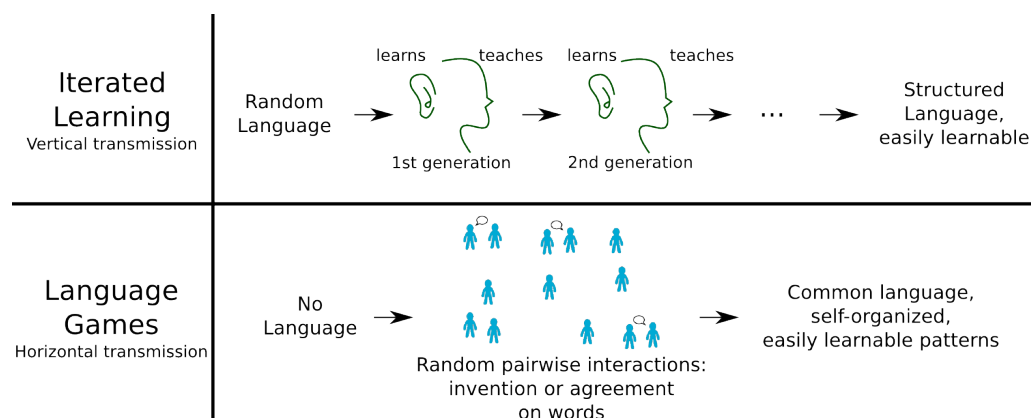 Iterated
Learning
Vertical transmission
Random
Language
learns
teaches
1st generation
learns
teaches
2nd generation
...
Structured
Language,
easily learnable
Language
Games
Horizontal transmission
No
Language
Random pairwise interactions:
invention or agreement
on words
Common language,
self-organized,
easily learnable patterns